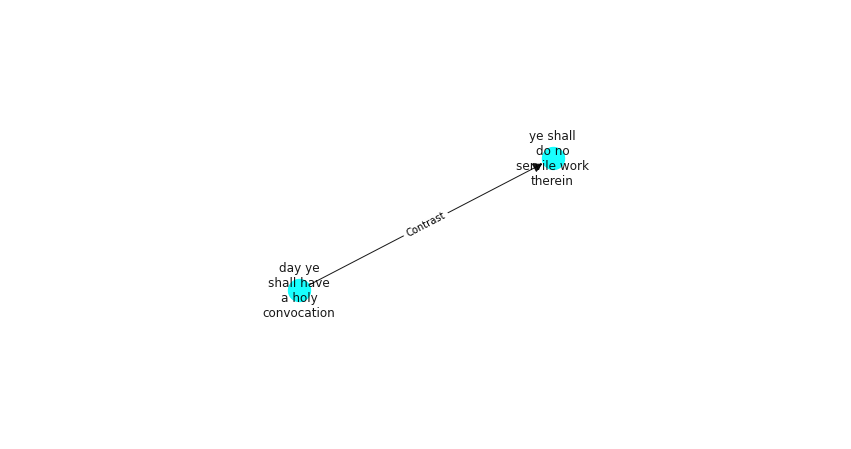 ye shall
do no
servile work
therein
Contrast
day ye
shall have
a holy
convocation